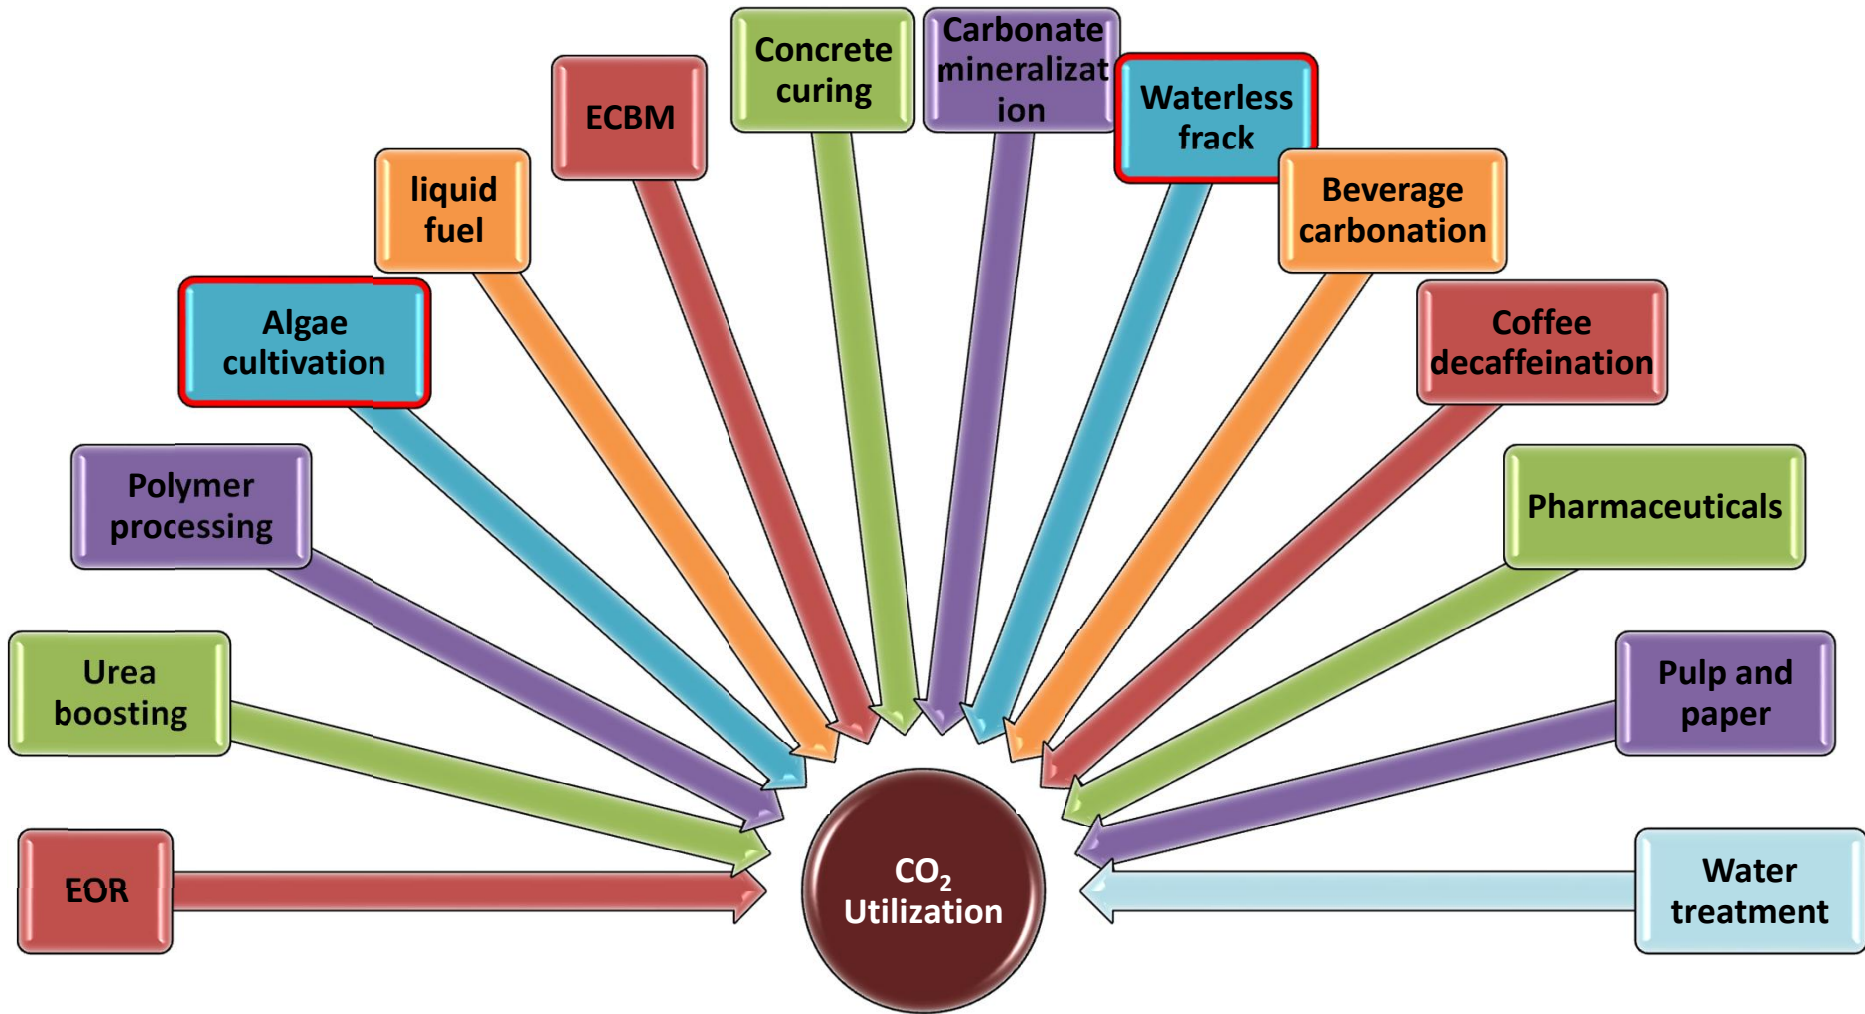 Concrete
curing
Carbonate
mineralizat
ion
ECBM
Waterless
frack
liquid
fuel
Beverage
carbonation
Algae
cultivation
Coffee
decaffeination
Polymer
processing
Pharmaceuticals
Urea
boosting
Pulp and
paper
EOR
CO₂
Utilization
Water
treatment